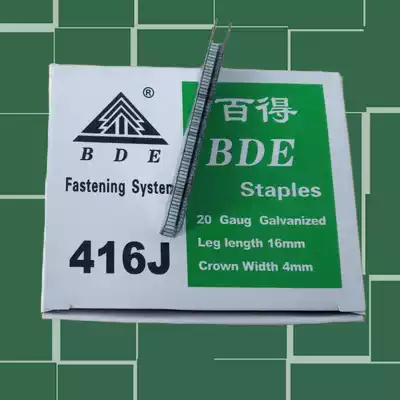 ®
BDE
Fastening System
416J
百得
BDE
Staples
20 Gaug Galvanized
Leg length 16mm
Crown Width 4mm